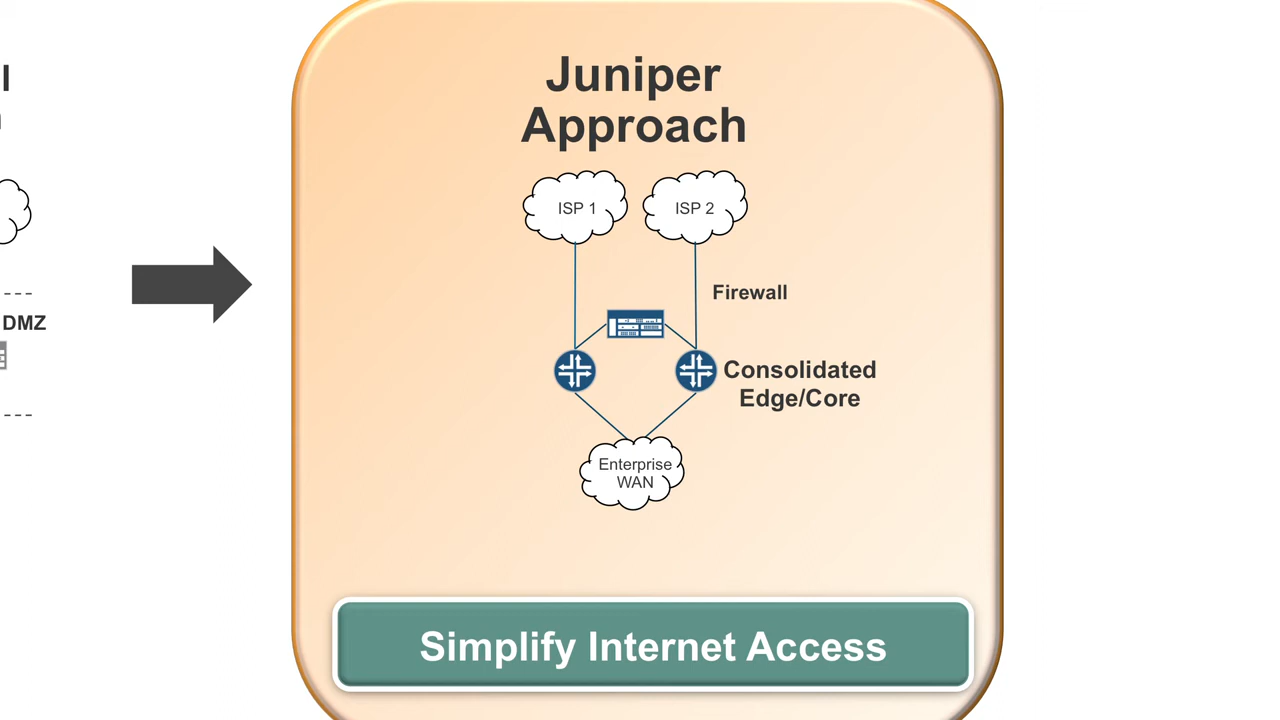 Juniper
Approach
ISP 1
ISP 2
Firewall
DMZ
Consolidated
Edge/Core
Enterprise
WAN
Simplify Internet Access